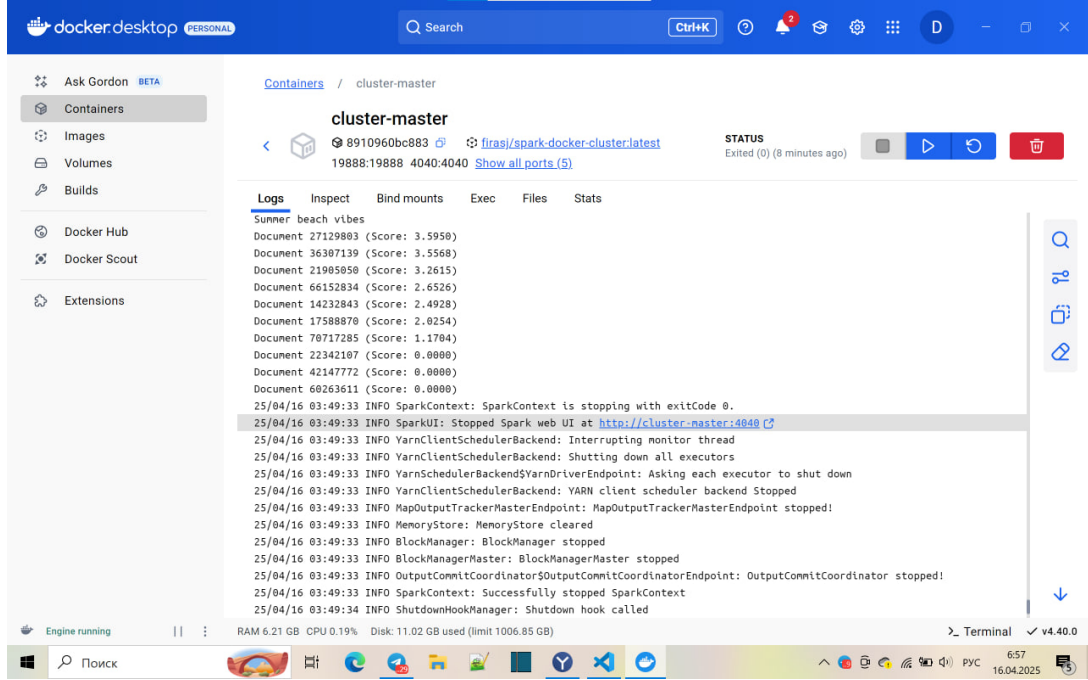 docker.desktop PERSONAL
Search
Ctrl+K
2
D
Ask Gordon BETA
Containers
Images
Volumes
Builds
Docker Hub
Docker Scout
Extensions
Containers / cluster-master
cluster-master
8910960bc883 firasj/spark-docker-cluster:latest
19888:19888 4040:4040 Show all ports (5)
STATUS
Exited (0) (8 minutes ago)
Logs Inspect Bind mounts Exec Files Stats
Summer beach vibes
Document 27129803 (Score: 3.5950)
Document 36307139 (Score: 3.5568)
Document 21905050 (Score: 3.2615)
Document 66152834 (Score: 2.6526)
Document 14232843 (Score: 2.4928)
Document 17588870 (Score: 2.0254)
Document 70717285 (Score: 1.1704)
Document 22342107 (Score: 0.0000)
Document 42147772 (Score: 0.0000)
Document 60263611 (Score: 0.0000)
25/04/16 03:49:33 INFO SparkContext: SparkContext is stopping with exitCode 0.
25/04/16 03:49:33 INFO SparkUI: Stopped Spark web UI at http://cluster-master:4040
25/04/16 03:49:33 INFO YarnClientSchedulerBackend: Interrupting monitor thread
25/04/16 03:49:33 INFO YarnClientSchedulerBackend: Shutting down all executors
25/04/16 03:49:33 INFO YarnSchedulerBackend$YarnDriverEndpoint: Asking each executor to shut down
25/04/16 03:49:33 INFO YarnClientSchedulerBackend: YARN client scheduler backend Stopped
25/04/16 03:49:33 INFO MapOutputTrackerMasterEndpoint: MapOutputTrackerMasterEndpoint stopped!
25/04/16 03:49:33 INFO MemoryStore: MemoryStore cleared
25/04/16 03:49:33 INFO BlockManager: BlockManager stopped
25/04/16 03:49:33 INFO BlockManagerMaster: BlockManagerMaster stopped
25/04/16 03:49:33 INFO OutputCommitCoordinator$OutputCommitCoordinatorEndpoint: OutputCommitCoordinator stopped!
25/04/16 03:49:33 INFO SparkContext: Successfully stopped SparkContext
25/04/16 03:49:34 INFO ShutdownHookManager: Shutdown hook called
Engine running
RAM 6.21 GB CPU 0.19% Disk: 11.02 GB used (limit 1006.85 GB)
>_ Terminal v4.40.0
Поиск
РУС
6:57
16.04.2025
5